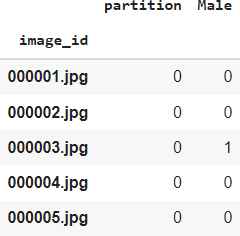 partition Male
image_id
000001.jpg 0 0
000002.jpg 0 0
000003.jpg 0 1
000004.jpg 0 0
000005.jpg 0 0